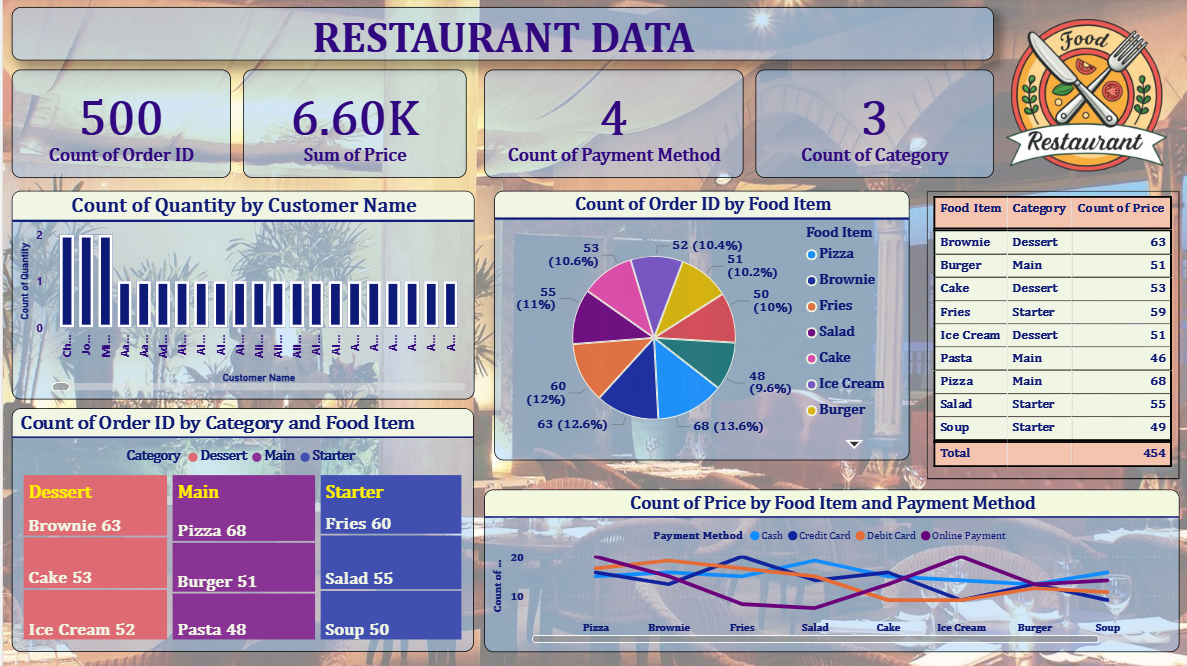 RESTAURANT DATA
Food
Restaurant
500
Count of Order ID
6.60K
Sum of Price
4
Count of Payment Method
3
Count of Category
Count of Quantity by Customer Name
Count of Quantity
2
1
0
Ch...
Jo...
Mi...
Aa...
Aa...
Ad...
Al...
Al...
Al...
Al...
All...
All...
All...
Al...
Al...
A...
A...
A...
A...
A...
A...
Customer Name
Count of Order ID by Food Item
52 (10.4%)
51
(10.2%)
50
(10%)
48
(9.6%)
68 (13.6%)
63 (12.6%)
60
(12%)
55
(11%)
53
(10.6%)
Food Item
Pizza
Brownie
Fries
Salad
Cake
Ice Cream
Burger
Food Item Category Count of Price
Brownie Dessert 63
Burger Main 51
Cake Dessert 53
Fries Starter 59
Ice Cream Dessert 51
Pasta Main 46
Pizza Main 68
Salad Starter 55
Soup Starter 49
Total 454
Count of Order ID by Category and Food Item
Category Dessert Main Starter
Dessert
Brownie 63
Cake 53
Ice Cream 52
Main
Pizza 68
Burger 51
Pasta 48
Starter
Fries 60
Salad 55
Soup 50
Count of Price by Food Item and Payment Method
Payment Method Cash Credit Card Debit Card Online Payment
Count of ...
20
10
Pizza Brownie Fries Salad Cake Ice Cream Burger Soup